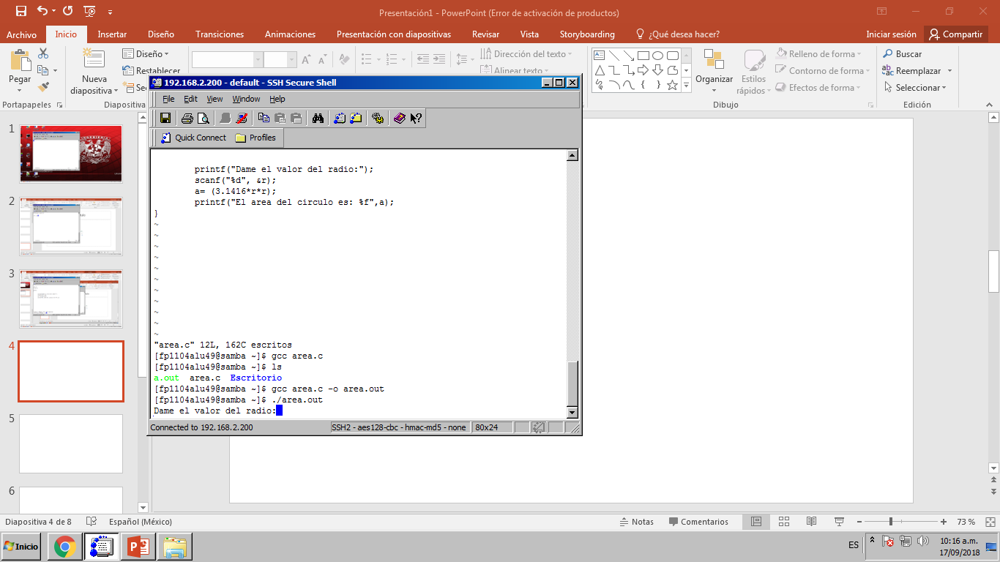 Presentación1 - PowerPoint (Error de activación de productos)
Archivo Inicio Insertar Diseño Transiciones Animaciones Presentación con diapositivas Revisar Vista Storyboarding ¿Qué desea hacer? Iniciar sesión Compartir
Pegar
Portapapeles
Nueva diapositiva
Diseño
Restablecer
Sec
Diapositiva
Dirección del texto
Alinear texto
Organizar
Estilos rápidos
Relleno de forma
Contorno de forma
Efectos de forma
Dibujo
Buscar
Reemplazar
Seleccionar
Edición
1
2
3
4
5
6
192.168.2.200 - default - SSH Secure Shell
File Edit View Window Help
Quick Connect Profiles
printf("Dame el valor del radio:");
scanf("%d", &r);
a= (3.1416*r*r);
printf("El area del circulo es: %f",a);
}
~
~
~
~
~
~
~
~
~
~
~
"area.c" 12L, 162C escritos
[fp1104alu49@samba ~]$ gcc area.c
[fp1104alu49@samba ~]$ ls
a.out area.c Escritorio
[fp1104alu49@samba ~]$ gcc area.c -o area.out
[fp1104alu49@samba ~]$ ./area.out
Dame el valor del radio:
Connected to 192.168.2.200 SSH2 - aes128-cbc - hmac-md5 - none 80x24
Diapositiva 4 de 8 Español (México) Notas Comentarios 73 %
Inicio
ES
10:16 a.m.
17/09/2018